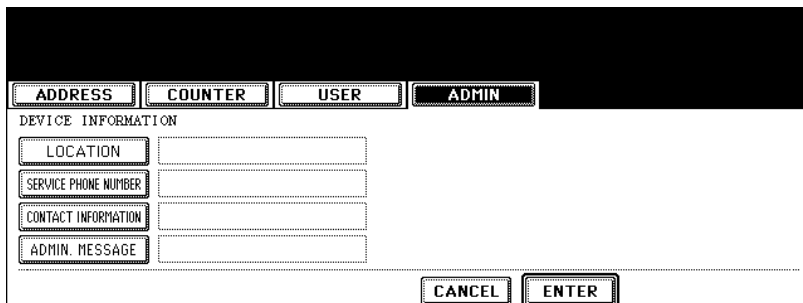 ADDRESS COUNTER USER ADMIN
DEVICE INFORMATION
LOCATION
SERVICE PHONE NUMBER
CONTACT INFORMATION
ADMIN. MESSAGE
CANCEL ENTER